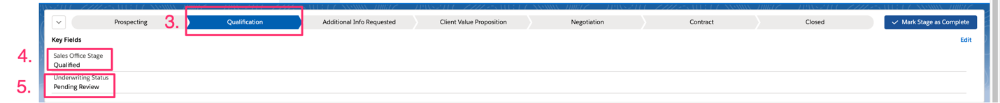 3.
Prospecting
Qualification
Additional Info Requested
Client Value Proposition
Negotiation
Contract
Closed
Mark Stage as Complete
Key Fields
Edit
4.
Sales Office Stage
Qualified
5.
Underwriting Status
Pending Review